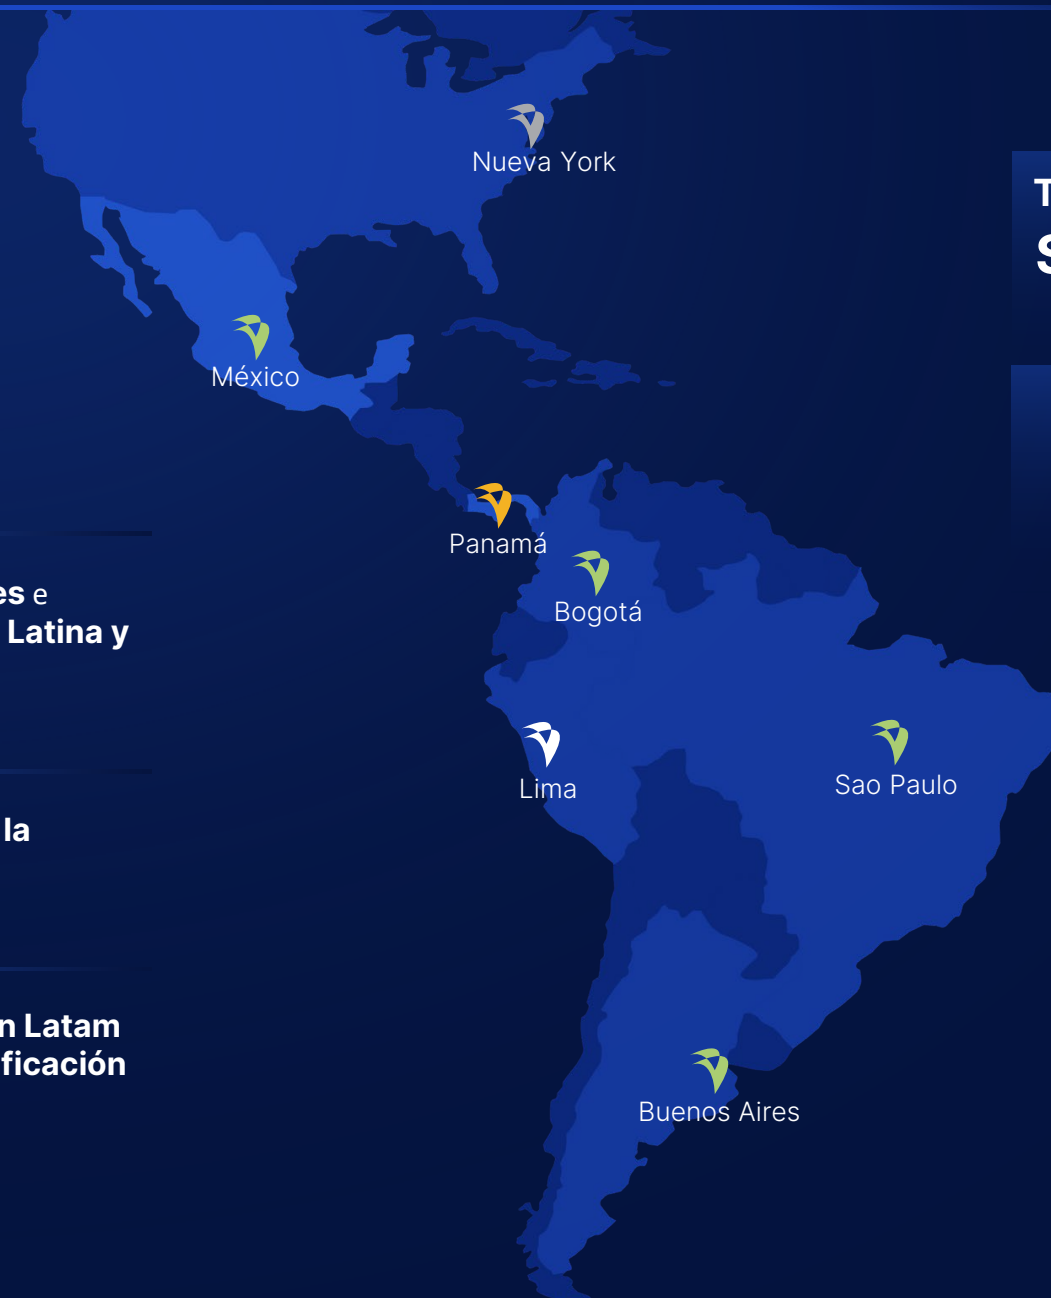 Nueva York
T
S
México
Panamá
es e
Latina y
Bogotá
Lima
Sao Paulo
la
n Latam
ficación
Buenos Aires